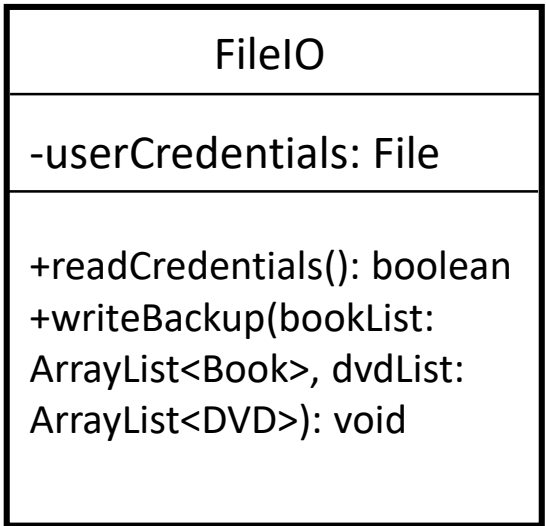 FileIO
-userCredentials: File
+readCredentials(): boolean
+writeBackup(bookList:
ArrayList<Book>, dvdList:
ArrayList<DVD>): void